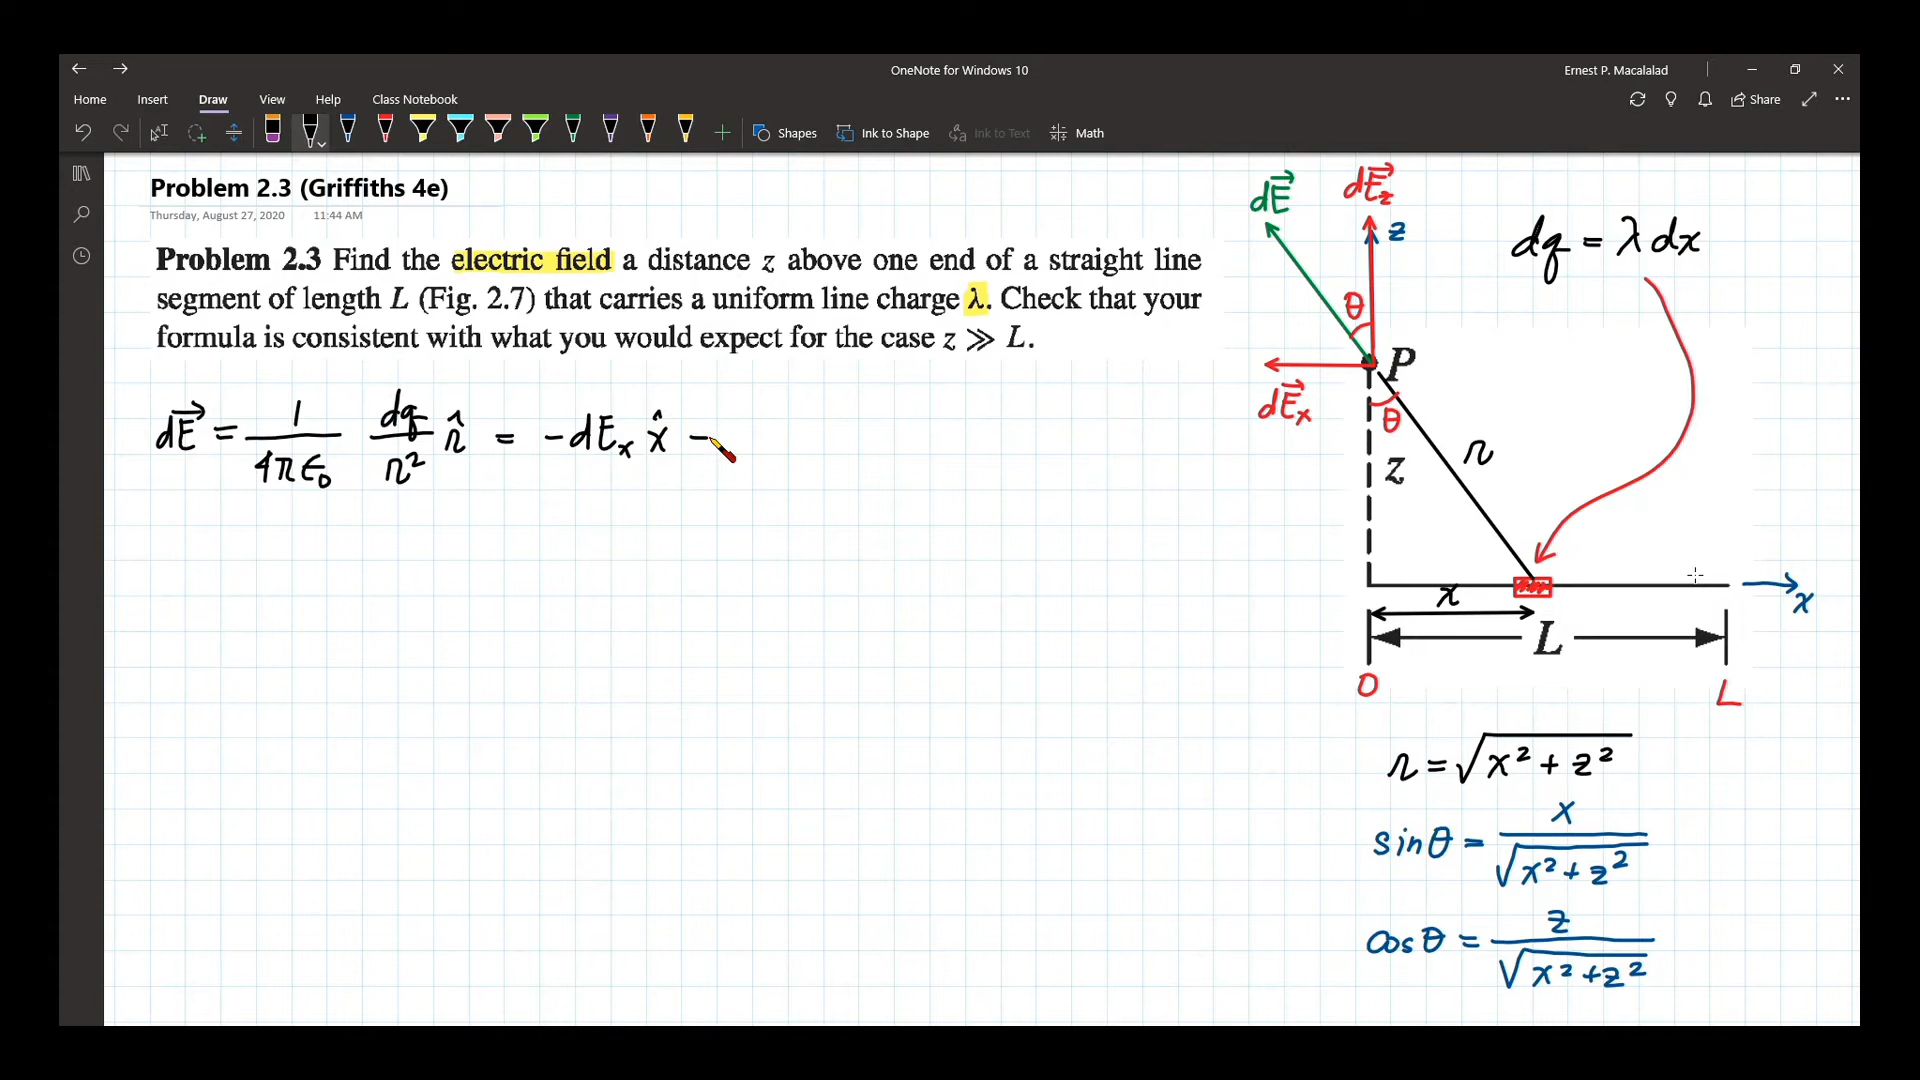 OneNote for Windows 10
Ernest P. Macalalad
Home Insert Draw View Help Class Notebook
Share
Shapes Ink to Shape Ink to Text Math
Problem 2.3 (Griffiths 4e)
Thursday, August 27, 2020 11:44 AM
Problem 2.3 Find the electric field a distance z above one end of a straight line
segment of length L (Fig. 2.7) that carries a uniform line charge λ. Check that your
formula is consistent with what you would expect for the case z ≫ L.
dE⃗ = 1/(4πϵ₀) dq/r² r̂ = -dEₓ x̂ -
dE⃗
dE⃗z
z
dq = λ dx
θ
P
dE⃗x
θ
r
z
x
x
L
0
L
r = √(x² + z²)
sinθ = x/√(x² + z²)
cosθ = z/√(x² + z²)